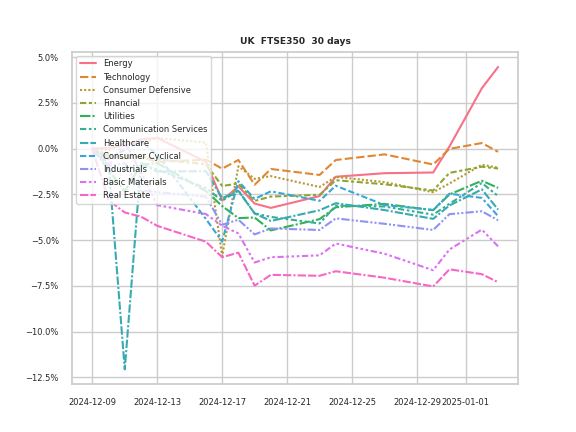 UK  FTSE350  30 days
5.0%
2.5%
0.0%
−2.5%
−5.0%
−7.5%
−10.0%
−12.5%
Energy
Technology
Consumer Defensive
Financial
Utilities
Communication Services
Healthcare
Consumer Cyclical
Industrials
Basic Materials
Real Estate
2024-12-09 2024-12-13 2024-12-17 2024-12-21 2024-12-25 2024-12-29 2025-01-01